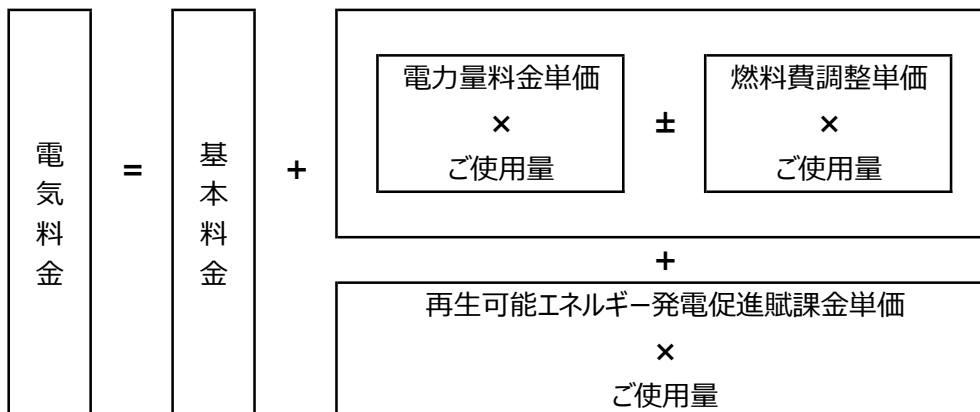 電気料金
=
基本料金
+
電力量料金単価
×
ご使用量
±
燃料費調整単価
×
ご使用量
+
再生可能エネルギー発電促進賦課金単価
×
ご使用量